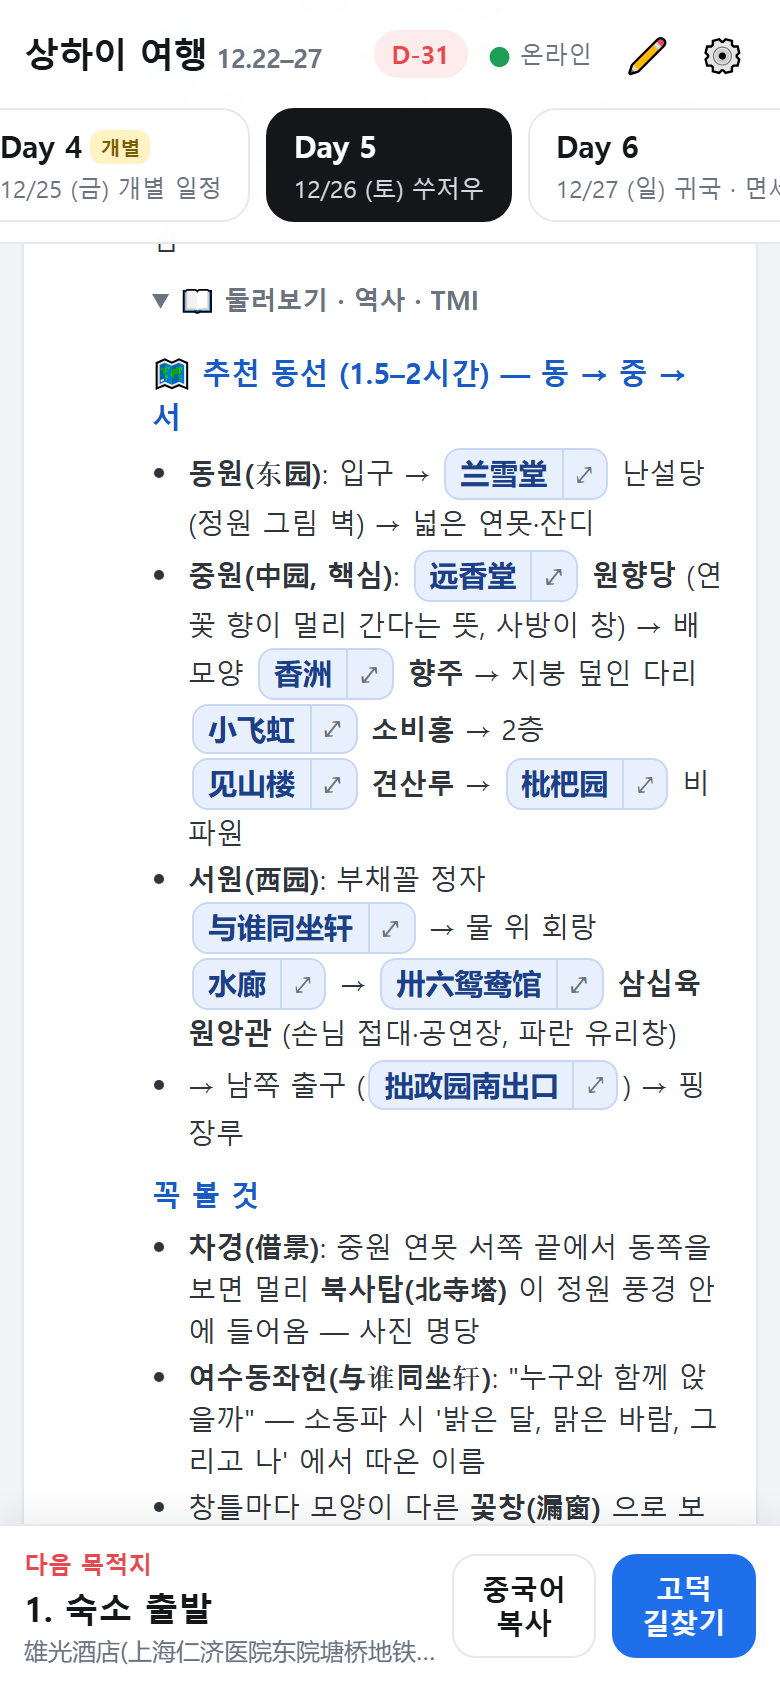 상하이 여행 12.22–27 D-31 온라인
Day 4 개별
12/25 (금) 개별 일정
Day 5
12/26 (토) 쑤저우
Day 6
12/27 (일) 귀국 · 면세
▼ 둘러보기 · 역사 · TMI
추천 동선 (1.5–2시간) — 동 → 중 →
서
• 동원(东园): 입구 → 兰雪堂 ⤢ 난설당
(정원 그림 벽) → 넓은 연못·잔디
• 중원(中园, 핵심): 远香堂 ⤢ 원향당 (연
꽃 향이 멀리 간다는 뜻, 사방이 창) → 배
모양 香洲 ⤢ 향주 → 지붕 덮인 다리
小飞虹 ⤢ 소비홍 → 2층
见山楼 ⤢ 견산루 → 枇杷园 ⤢ 비
파원
• 서원(西园): 부채꼴 정자
与谁同坐轩 ⤢ → 물 위 회랑
水廊 ⤢ → 卅六鸳鸯馆 ⤢ 삼십육
원앙관 (손님 접대·공연장, 파란 유리창)
• → 남쪽 출구 (拙政园南出口 ⤢) → 핑
장루
꼭 볼 것
• 차경(借景): 중원 연못 서쪽 끝에서 동쪽을
보면 멀리 북사탑(北寺塔) 이 정원 풍경 안
에 들어옴 — 사진 명당
• 여수동좌헌(与谁同坐轩): "누구와 함께 앉
을까" — 소동파 시 '밝은 달, 맑은 바람, 그
리고 나' 에서 따온 이름
• 창틀마다 모양이 다른 꽃창(漏窗) 으로 보
다음 목적지
1. 숙소 출발
雄光酒店(上海仁济医院东院塘桥地铁...
중국어
복사
고덕
길찾기